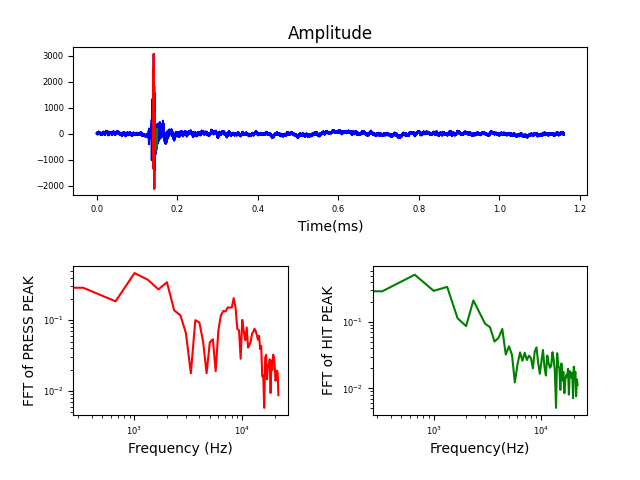 Amplitude
3000
2000
1000
0
−1000
−2000
0.0 0.2 0.4 0.6 0.8 1.0 1.2
Time(ms)
FFT of PRESS PEAK
10⁻¹
10⁻²
10³ 10⁴
Frequency (Hz)
FFT of HIT PEAK
10⁻¹
10⁻²
10³ 10⁴
Frequency(Hz)